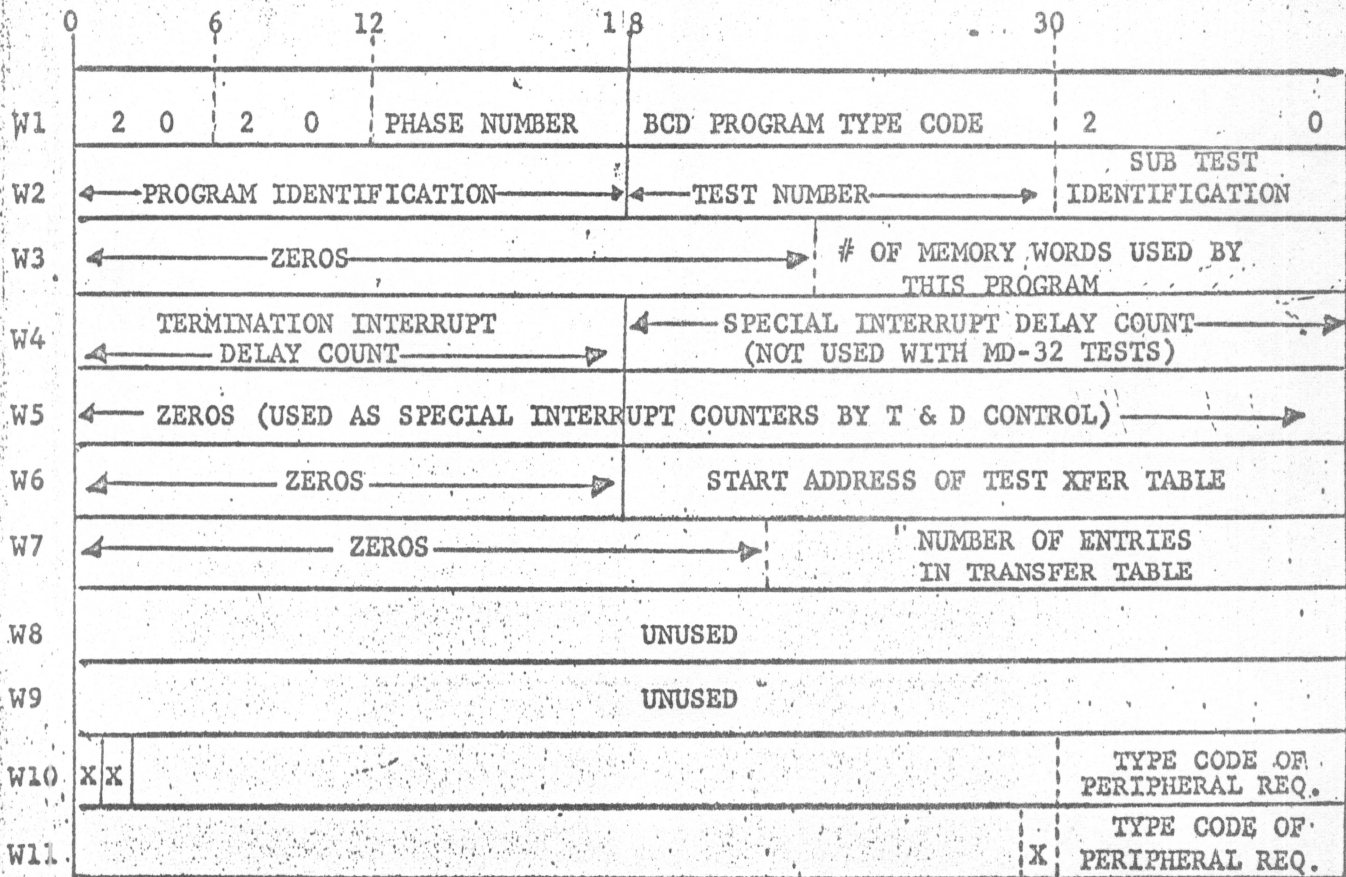 0 6 12 18 30
W1 2 0 2 0 PHASE NUMBER BCD PROGRAM TYPE CODE 2 0
W2 PROGRAM IDENTIFICATION TEST NUMBER SUB TEST
IDENTIFICATION
W3 ZEROS # OF MEMORY WORDS USED BY
THIS PROGRAM
W4 TERMINATION INTERRUPT
DELAY COUNT
SPECIAL INTERRUPT DELAY COUNT
(NOT USED WITH MD-32 TESTS)
W5 ZEROS (USED AS SPECIAL INTERRUPT COUNTERS BY T & D CONTROL)
W6 ZEROS START ADDRESS OF TEST XFER TABLE
W7 ZEROS NUMBER OF ENTRIES
IN TRANSFER TABLE
W8 UNUSED
W9 UNUSED
W10 X X TYPE CODE OF
PERIPHERAL REQ.
W11 X TYPE CODE OF
PERIPHERAL REQ.